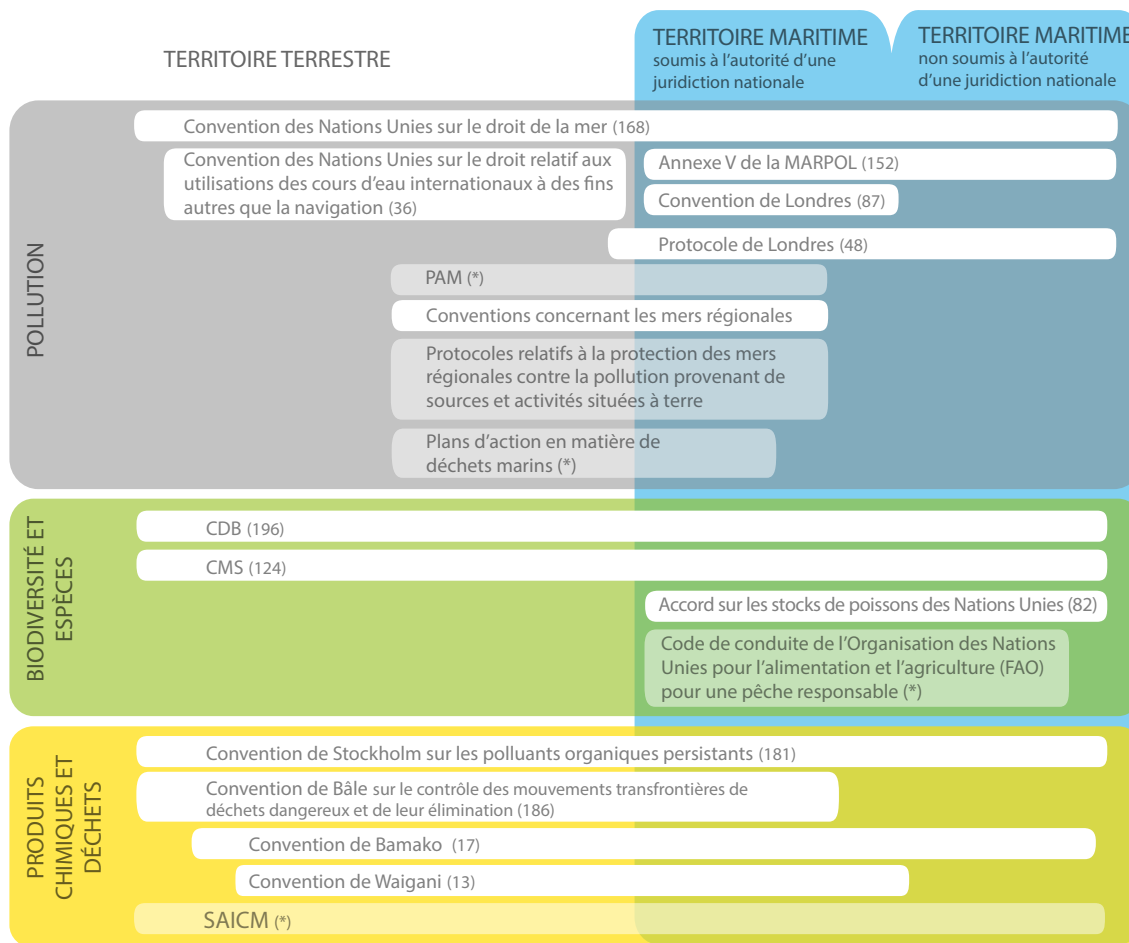 TERRITOIRE TERRESTRE
TERRITOIRE MARITIME
soumis à l'autorité d'une
juridiction nationale
TERRITOIRE MARITIME
non soumis à l'autorité
d'une juridiction nationale
POLLUTION
Convention des Nations Unies sur le droit de la mer (168)
Convention des Nations Unies sur le droit relatif aux
utilisations des cours d'eau internationaux à des fins
autres que la navigation (36)
Annexe V de la MARPOL (152)
Convention de Londres (87)
Protocole de Londres (48)
PAM (*)
Conventions concernant les mers régionales
Protocoles relatifs à la protection des mers
régionales contre la pollution provenant de
sources et activités situées à terre
Plans d'action en matière de
déchets marins (*)
BIODIVERSITÉ ET
ESPÈCES
CDB (196)
CMS (124)
Accord sur les stocks de poissons des Nations Unies (82)
Code de conduite de l'Organisation des Nations
Unies pour l'alimentation et l'agriculture (FAO)
pour une pêche responsable (*)
PRODUITS
CHIMIQUES ET
DÉCHETS
Convention de Stockholm sur les polluants organiques persistants (181)
Convention de Bâle sur le contrôle des mouvements transfrontières de
déchets dangereux et de leur élimination (186)
Convention de Bamako (17)
Convention de Waigani (13)
SAICM (*)